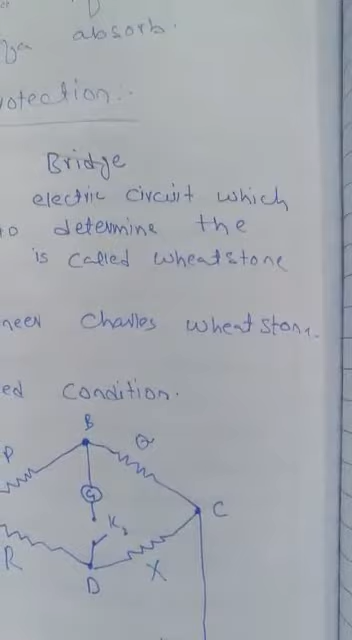 absorb.
otection..
Bridge
electric circuit which
to determine the
is called wheatstone
neer Charles wheatstone.
ed condition.
B
P Q
G
K₂ C
R X
D